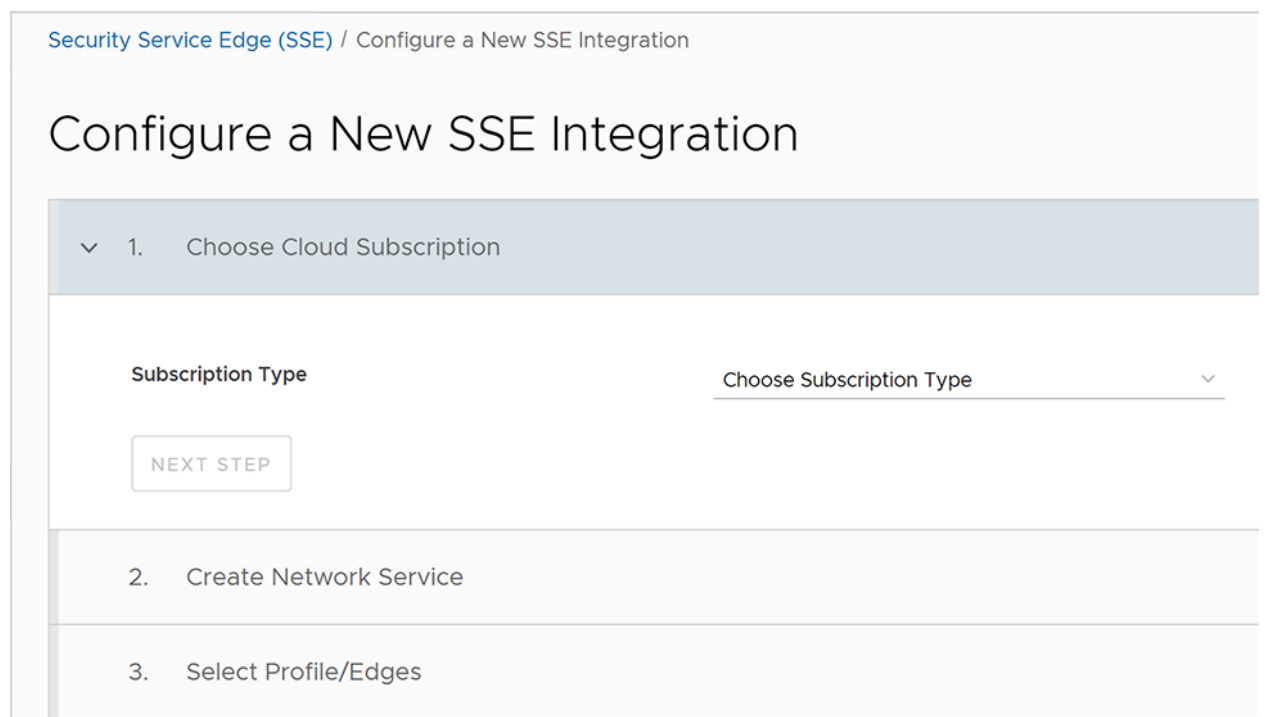 Security Service Edge (SSE) / Configure a New SSE Integration
Configure a New SSE Integration
1. Choose Cloud Subscription
Subscription Type
Choose Subscription Type
NEXT STEP
2. Create Network Service
3. Select Profile/Edges